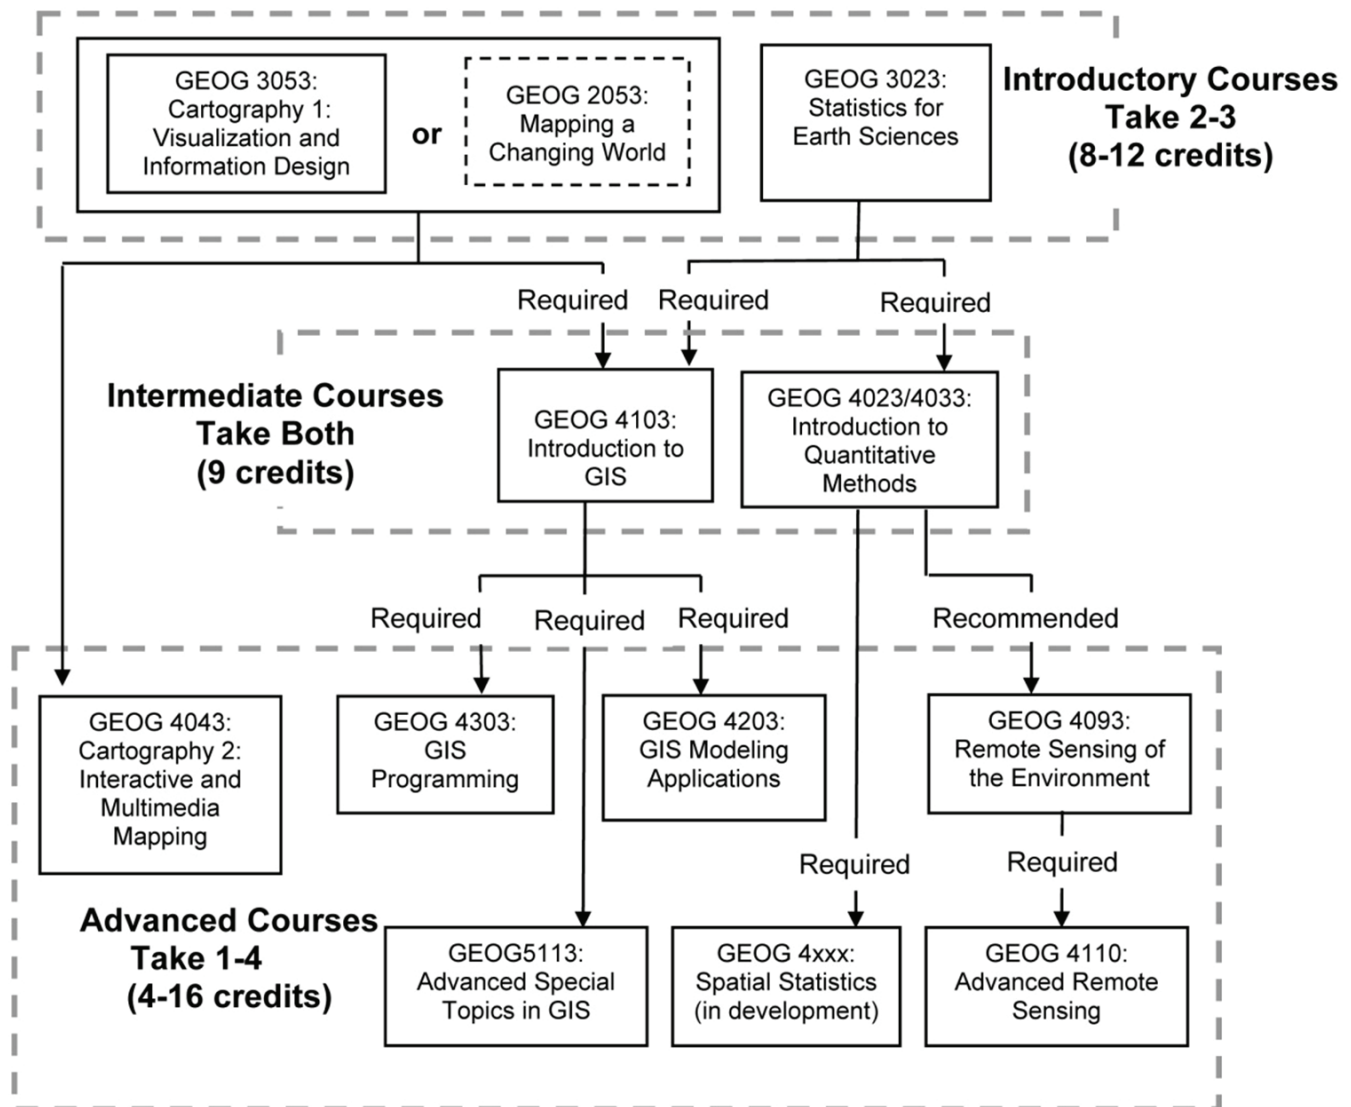 GEOG 3053:
Cartography 1:
Visualization and
Information Design
or
GEOG 2053:
Mapping a
Changing World
GEOG 3023:
Statistics for
Earth Sciences
Introductory Courses
Take 2-3
(8-12 credits)
Required
Required
Required
Intermediate Courses
Take Both
(9 credits)
GEOG 4103:
Introduction to
GIS
GEOG 4023/4033:
Introduction to
Quantitative
Methods
Required
Required
Required
Recommended
GEOG 4043:
Cartography 2:
Interactive and
Multimedia
Mapping
GEOG 4303:
GIS
Programming
GEOG 4203:
GIS Modeling
Applications
GEOG 4093:
Remote Sensing of
the Environment
Required
Required
Advanced Courses
Take 1-4
(4-16 credits)
GEOG5113:
Advanced Special
Topics in GIS
GEOG 4xxx:
Spatial Statistics
(in development)
GEOG 4110:
Advanced Remote
Sensing